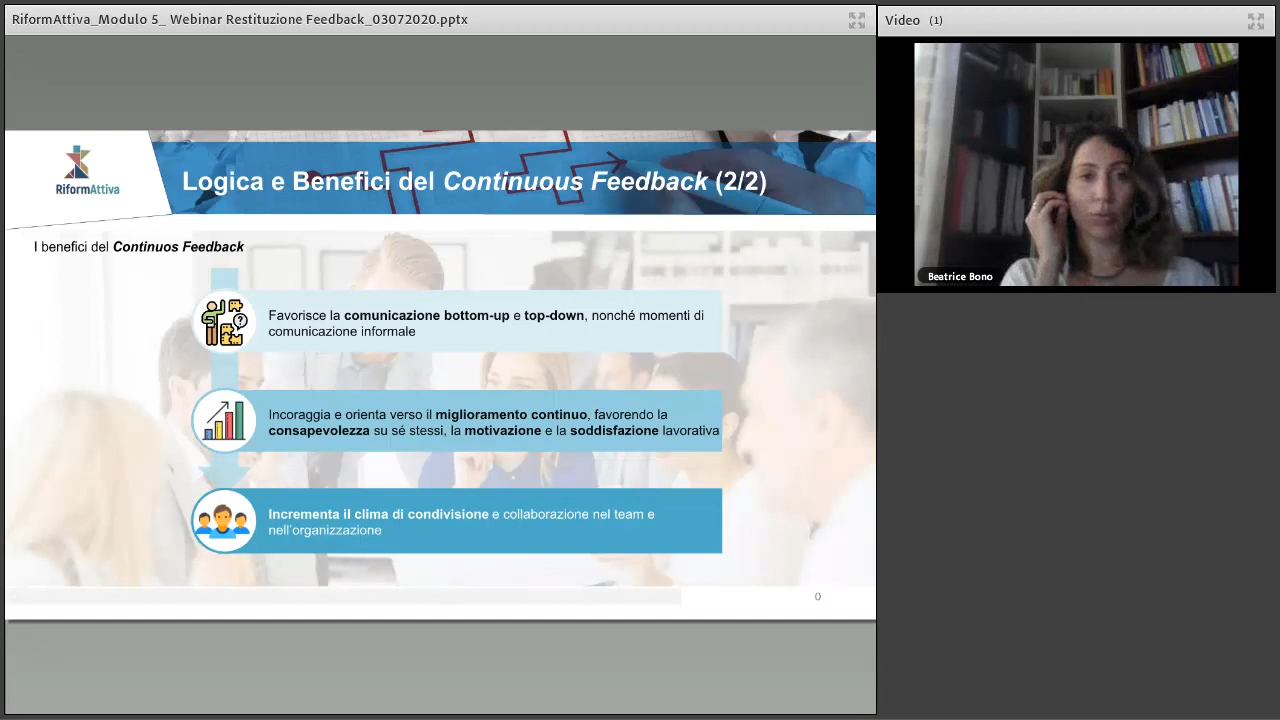 RiformAttiva_Modulo 5_ Webinar Restituzione Feedback_03072020.pptx
Video (1)
RiformAttiva
Logica e Benefici del Continuous Feedback (2/2)
I benefici del Continuos Feedback
Favorisce la comunicazione bottom-up e top-down, nonché momenti di
comunicazione informale
Incoraggia e orienta verso il miglioramento continuo, favorendo la
consapevolezza su sé stessi, la motivazione e la soddisfazione lavorativa
Incrementa il clima di condivisione e collaborazione nel team e
nell'organizzazione
0
Beatrice Bono